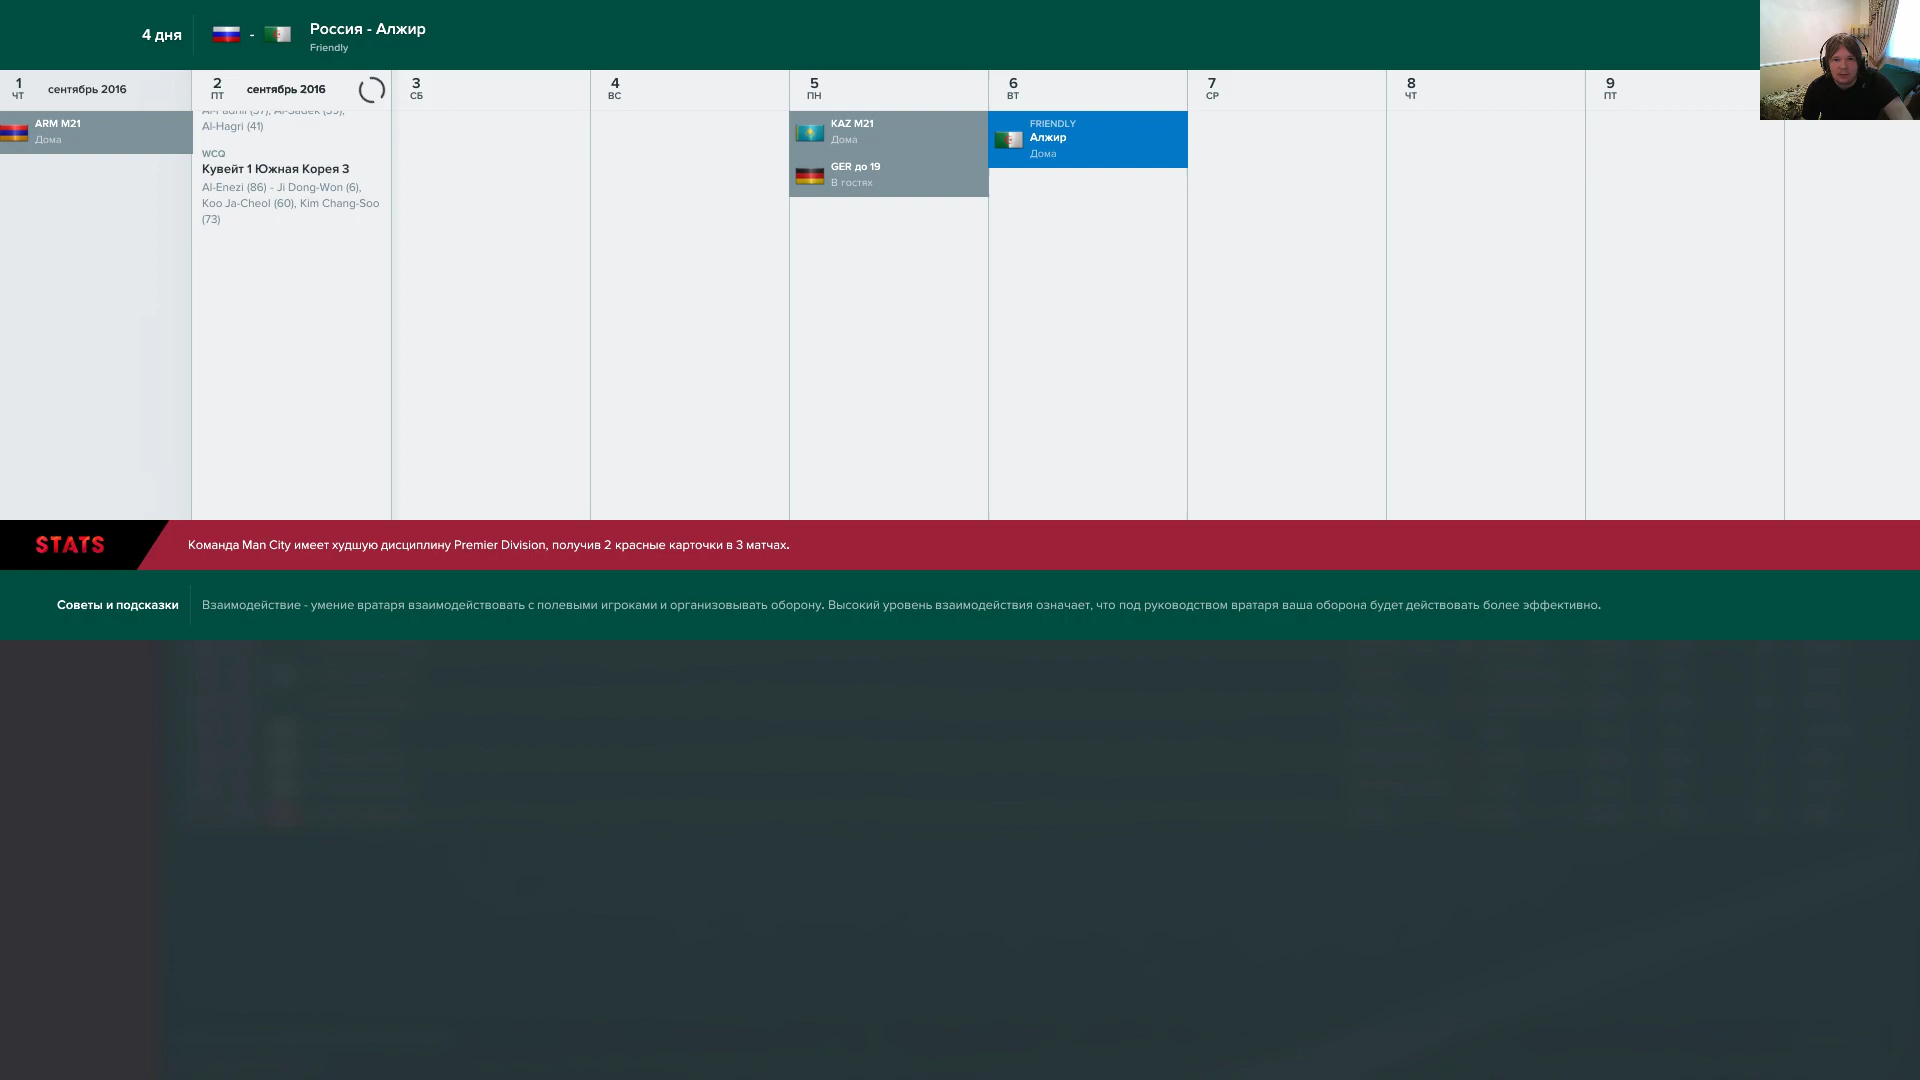 4 дня
-
Россия - Алжир
Friendly
1
ЧТ
сентябрь 2016
2
ПТ
сентябрь 2016
3
СБ
4
ВС
5
ПН
6
ВТ
7
СР
8
ЧТ
9
ПТ
ARM М21
Дома
Al-Hagri (41)
WCQ
Кувейт 1 Южная Корея 3
Al-Enezi (86) - Ji Dong-Won (6),
Koo Ja-Cheol (60), Kim Chang-Soo
(73)
KAZ М21
Дома
GER до 19
В гостях
FRIENDLY
Алжир
Дома
STATS
Команда Man City имеет худшую дисциплину Premier Division, получив 2 красные карточки в 3 матчах.
Советы и подсказки
Взаимодействие - умение вратаря взаимодействовать с полевыми игроками и организовывать оборону. Высокий уровень взаимодействия означает, что под руководством вратаря ваша оборона будет действовать более эффективно.